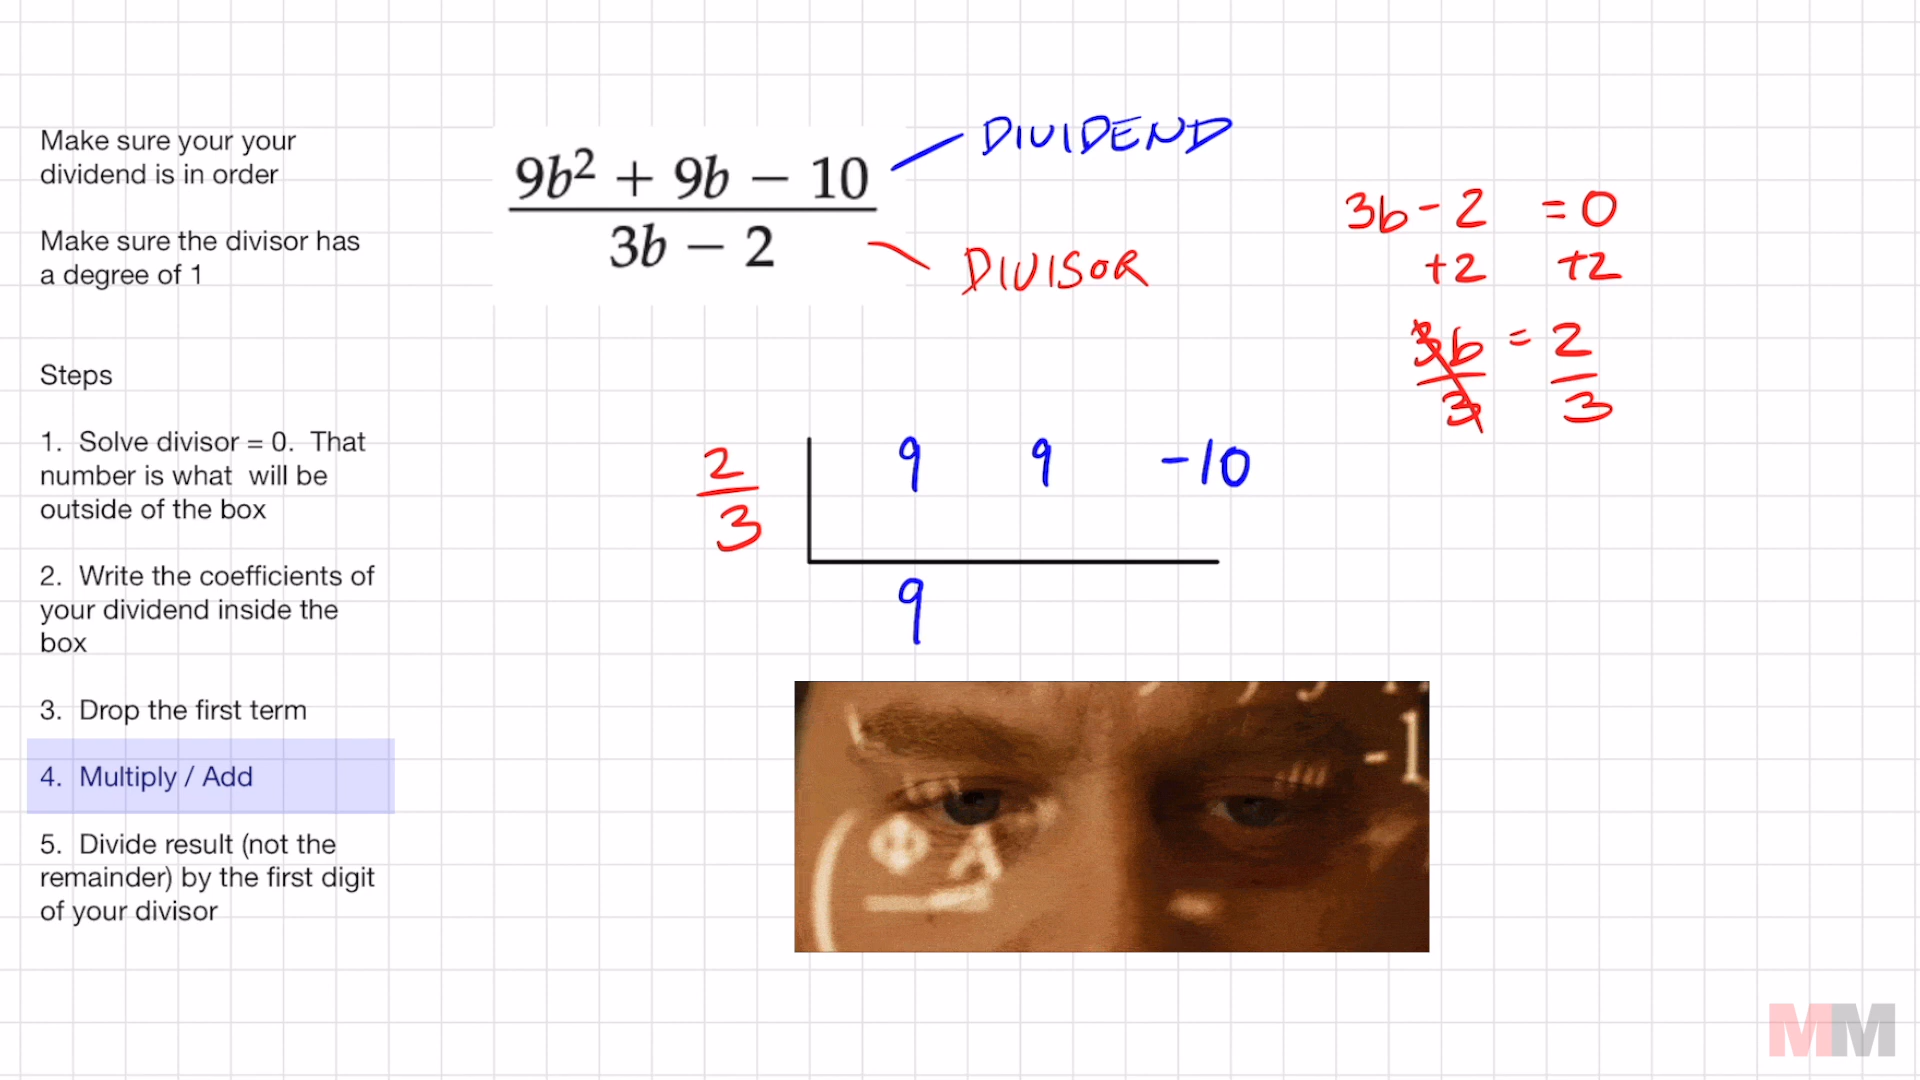 Make sure your your
dividend is in order
Make sure the divisor has
a degree of 1
Steps
1. Solve divisor = 0. That
number is what will be
outside of the box
2. Write the coefficients of
your dividend inside the
box
3. Drop the first term
4. Multiply / Add
5. Divide result (not the
remainder) by the first digit
of your divisor
9b² + 9b − 10
3b − 2
DIVIDEND
DIVISOR
3b - 2 = 0
+2 +2
3b = 2
3 3
2
3
9 9 -10
9
-1
MM